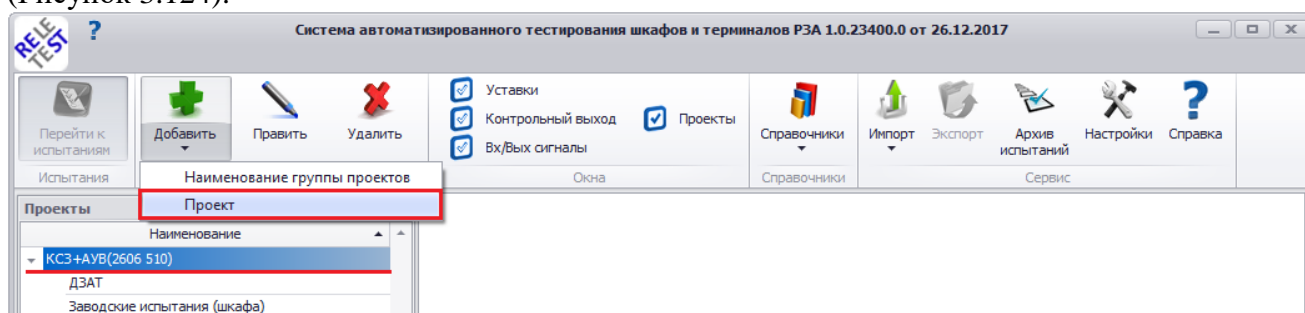 (Рисунок 3.124).
RELE TEST
? Система автоматизированного тестирования шкафов и терминалов РЗА 1.0.23400.0 от 26.12.2017
Перейти к испытаниям
Добавить
Править
Удалить
Уставки
Контрольный выход
Вх/Вых сигналы
Проекты
Справочники
Импорт
Экспорт
Архив испытаний
Настройки
Справка
Испытания
Окна
Справочники
Сервис
Наименование группы проектов
Проект
Проекты
Наименование
КСЗ+АУВ(2606 510)
ДЗАТ
Заводские испытания (шкафа)